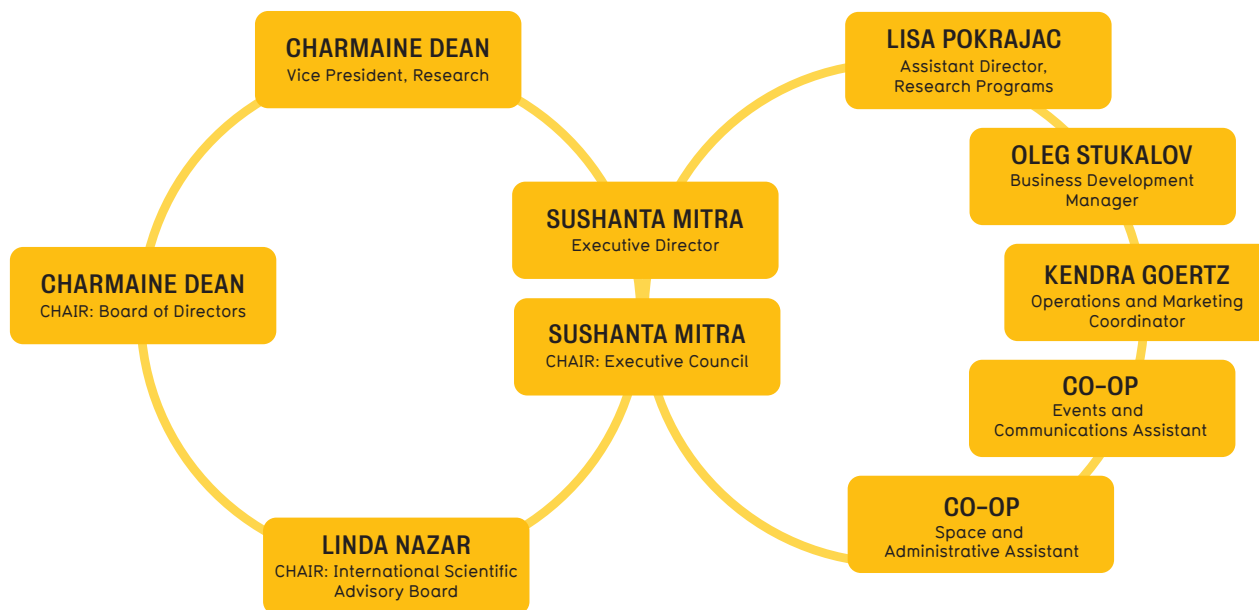 CHARMAINE DEAN
Vice President, Research
LISA POKRAJAC
Assistant Director,
Research Programs
OLEG STUKALOV
Business Development
Manager
SUSHANTA MITRA
Executive Director
CHARMAINE DEAN
CHAIR: Board of Directors
KENDRA GOERTZ
Operations and Marketing
Coordinator
SUSHANTA MITRA
CHAIR: Executive Council
CO-OP
Events and
Communications Assistant
CO-OP
Space and
Administrative Assistant
LINDA NAZAR
CHAIR: International Scientific
Advisory Board